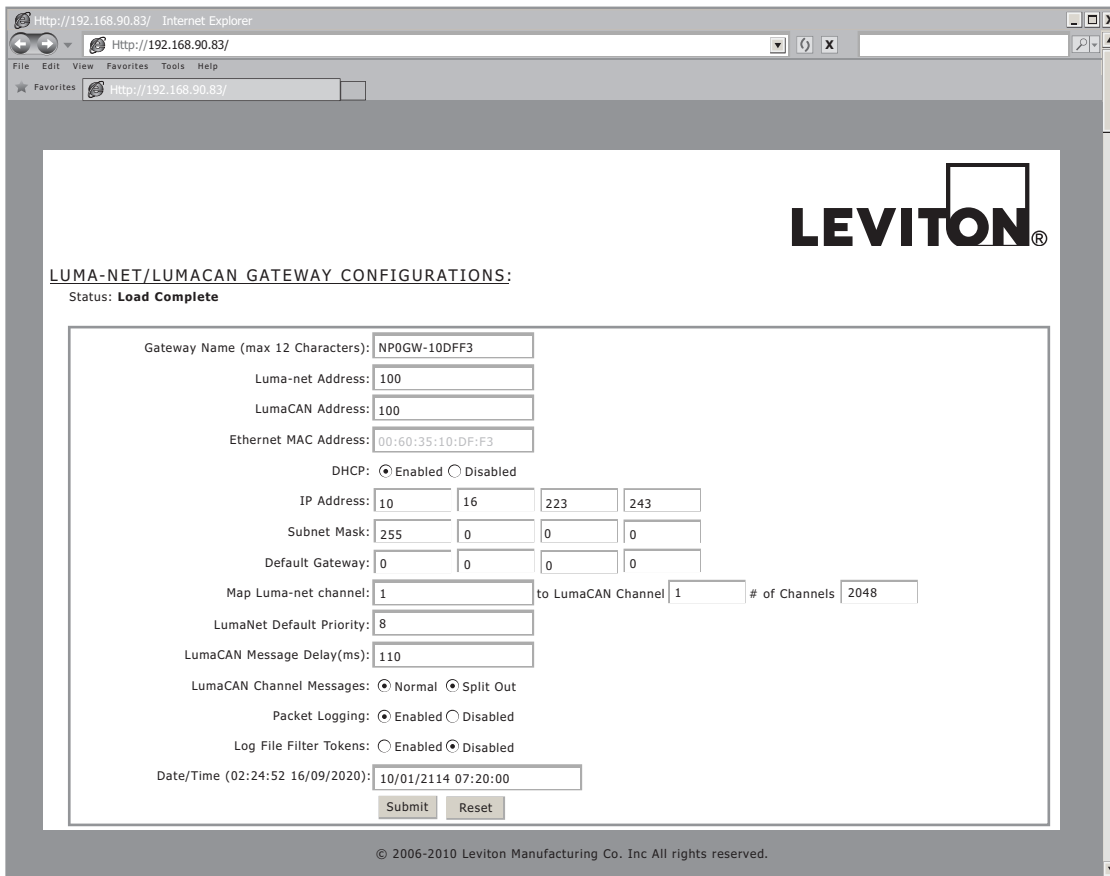 Http://192.168.90.83/ Internet Explorer
Http://192.168.90.83/
X
File Edit View Favorites Tools Help
Favorites Http://192.168.90.83/
LEVITON®
LUMA-NET/LUMACAN GATEWAY CONFIGURATIONS:
Status: Load Complete
Gateway Name (max 12 Characters): NP0GW-10DFF3
Luma-net Address: 100
LumaCAN Address: 100
Ethernet MAC Address: 00:60:35:10:DF:F3
DHCP: Enabled Disabled
IP Address: 10 16 223 243
Subnet Mask: 255 0 0 0
Default Gateway: 0 0 0 0
Map Luma-net channel: 1 to LumaCAN Channel 1 # of Channels 2048
LumaNet Default Priority: 8
LumaCAN Message Delay(ms): 110
LumaCAN Channel Messages: Normal Split Out
Packet Logging: Enabled Disabled
Log File Filter Tokens: Enabled Disabled
Date/Time (02:24:52 16/09/2020): 10/01/2114 07:20:00
Submit Reset
© 2006-2010 Leviton Manufacturing Co. Inc All rights reserved.